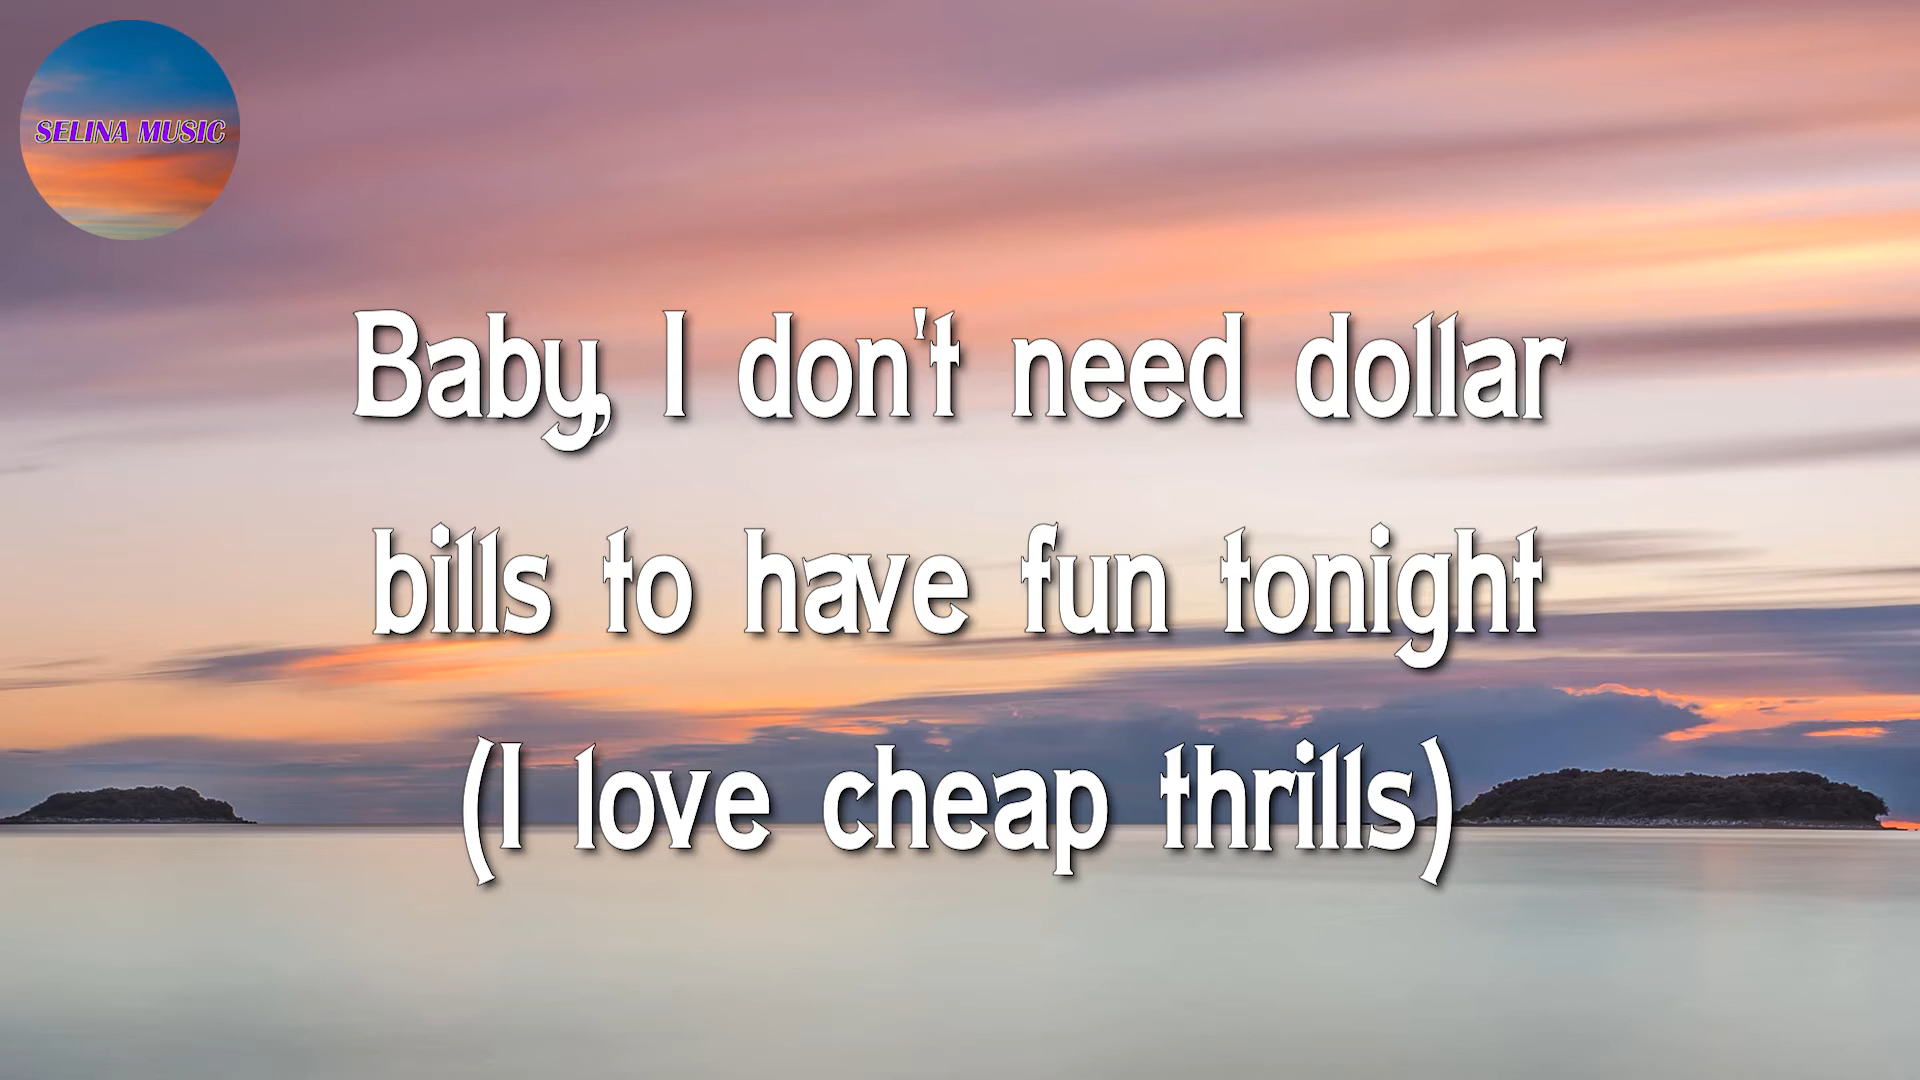 SELINA MUSIC
Baby, I don't need dollar
bills to have fun tonight
(I love cheap thrills)